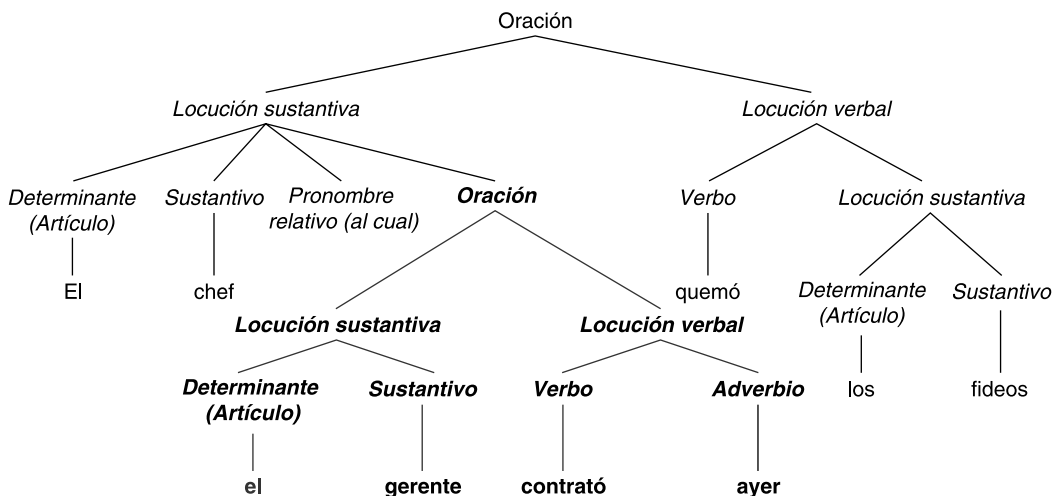 Oración
Locución sustantiva
Locución verbal
Determinante
(Artículo)
Sustantivo
Pronombre
relativo (al cual)
Oración
Verbo
Locución sustantiva
El
chef
quemó
Determinante
(Artículo)
Sustantivo
Locución sustantiva
Locución verbal
Determinante
(Artículo)
Sustantivo
Verbo
Adverbio
los
fideos
el
gerente
contrató
ayer